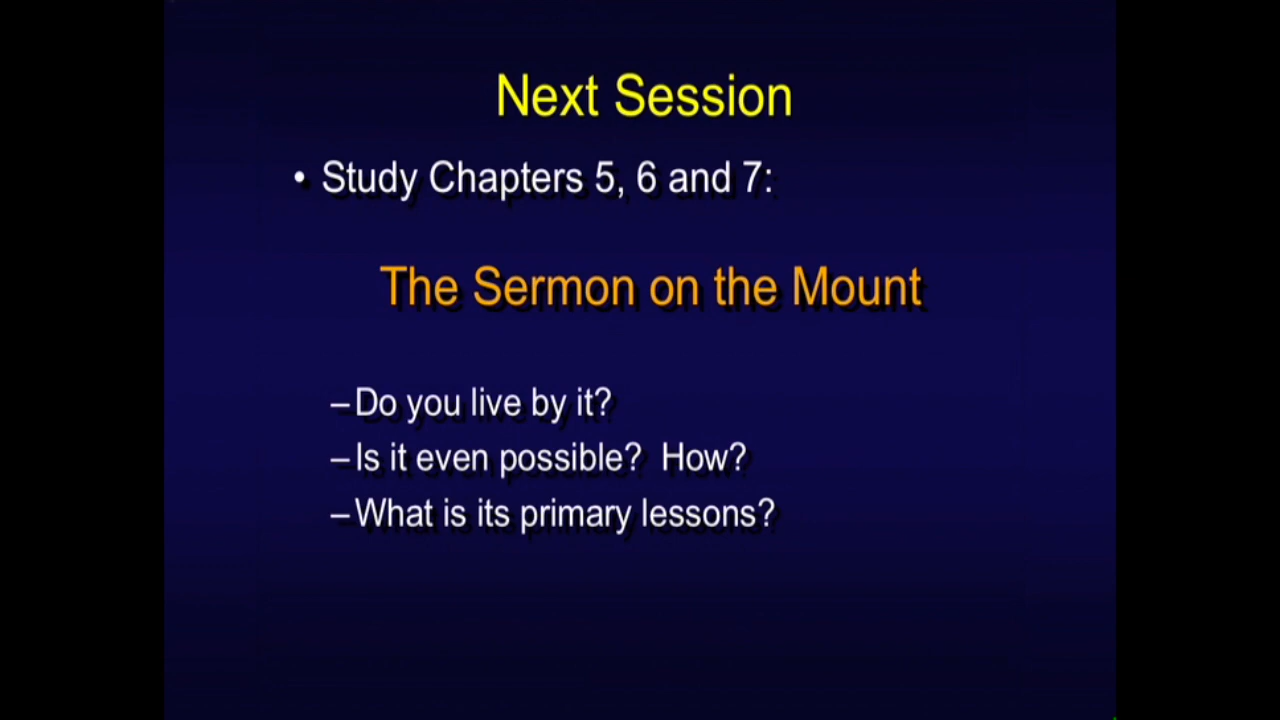 Next Session
• Study Chapters 5, 6 and 7:
The Sermon on the Mount
–Do you live by it?
–Is it even possible?  How?
–What is its primary lessons?